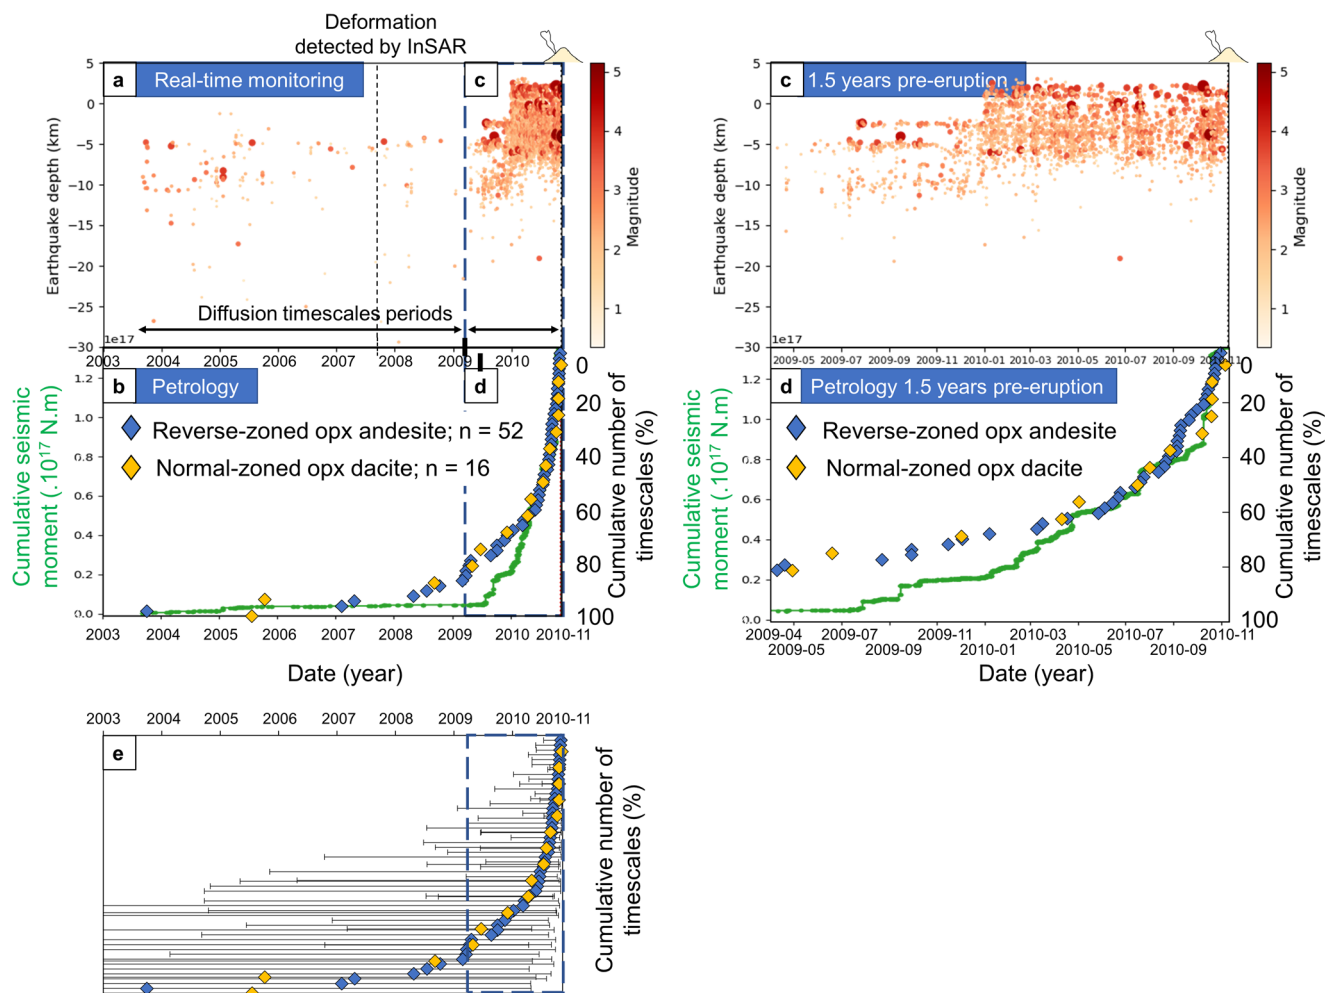 Deformation
detected by InSAR
a Real-time monitoring c
5
0
−5
−10
−15
−20
−25
−30
Earthquake depth (km)
Diffusion timescales periods
1e17
2003 2004 2005 2006 2007 2008 2009 2010
5
4
3
2
1
Magnitude
b Petrology d
Reverse-zoned opx andesite; n = 52
Normal-zoned opx dacite; n = 16
1.2
1.0
0.8
0.6
0.4
0.2
0.0
Cumulative seismic
moment (.10¹⁷ N.m)
0
20
40
60
80
100
Cumulative number of
timescales (%)
2003 2004 2005 2006 2007 2008 2009 2010 2010-11
Date (year)
c 1.5 years pre-eruption
5
0
−5
−10
−15
−20
−25
−30
Earthquake depth (km)
1e17
2009-05 2009-07 2009-09 2009-11 2010-01 2010-03 2010-05 2010-07 2010-09 2010-11
5
4
3
2
1
Magnitude
d Petrology 1.5 years pre-eruption
Reverse-zoned opx andesite
Normal-zoned opx dacite
1.2
1.0
0.8
0.6
0.4
0.2
0.0
Cumulative seismic
moment (.10¹⁷ N.m)
0
20
40
60
80
100
Cumulative number of
timescales (%)
2009-04 2009-07 2009-11 2010-03 2010-07 2010-11
2009-05 2009-09 2010-01 2010-05 2010-09
Date (year)
2003 2004 2005 2006 2007 2008 2009 2010 2010-11
e
Cumulative number of
timescales (%)